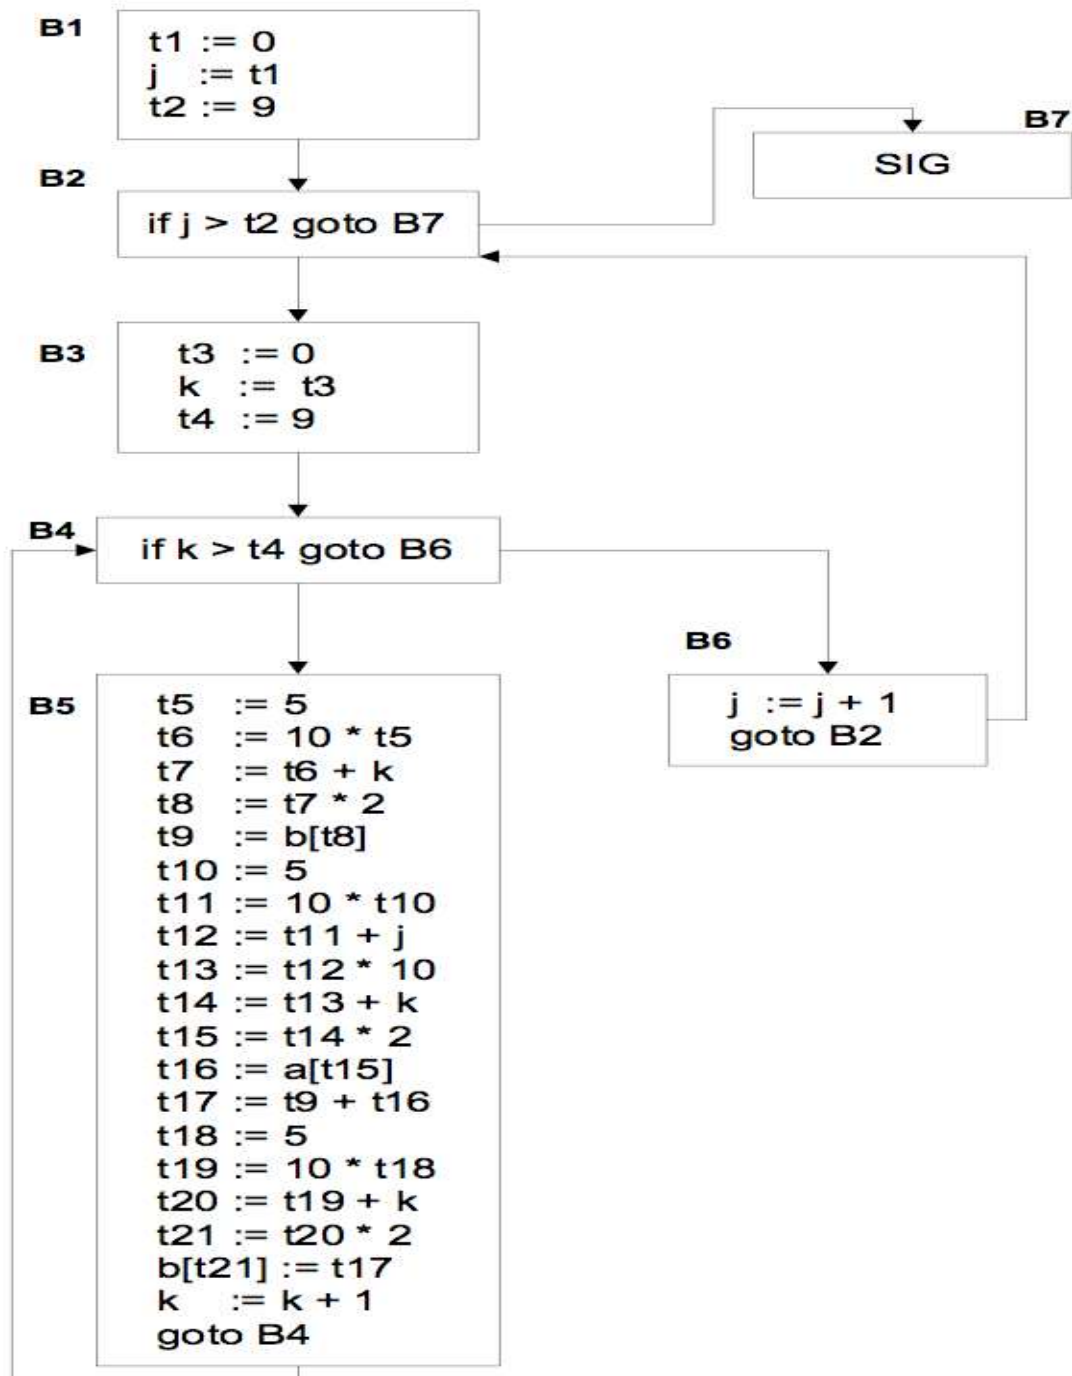 B1
t1 := 0
j := t1
t2 := 9
B7
SIG
B2
if j > t2 goto B7
B3
t3 := 0
k := t3
t4 := 9
B4
if k > t4 goto B6
B6
j := j + 1
goto B2
B5
t5 := 5
t6 := 10 * t5
t7 := t6 + k
t8 := t7 * 2
t9 := b[t8]
t10 := 5
t11 := 10 * t10
t12 := t11 + j
t13 := t12 * 10
t14 := t13 + k
t15 := t14 * 2
t16 := a[t15]
t17 := t9 + t16
t18 := 5
t19 := 10 * t18
t20 := t19 + k
t21 := t20 * 2
b[t21] := t17
k := k + 1
goto B4